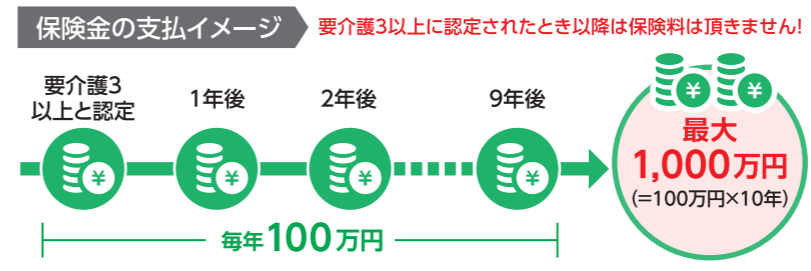 保険金の支払イメージ
要介護3以上に認定されたとき以降は保険料は頂きません!
要介護3
以上と認定
1年後
2年後
9年後
¥
¥
¥
¥
¥
¥
最大
1,000万円
(=100万円×10年)
毎年100万円